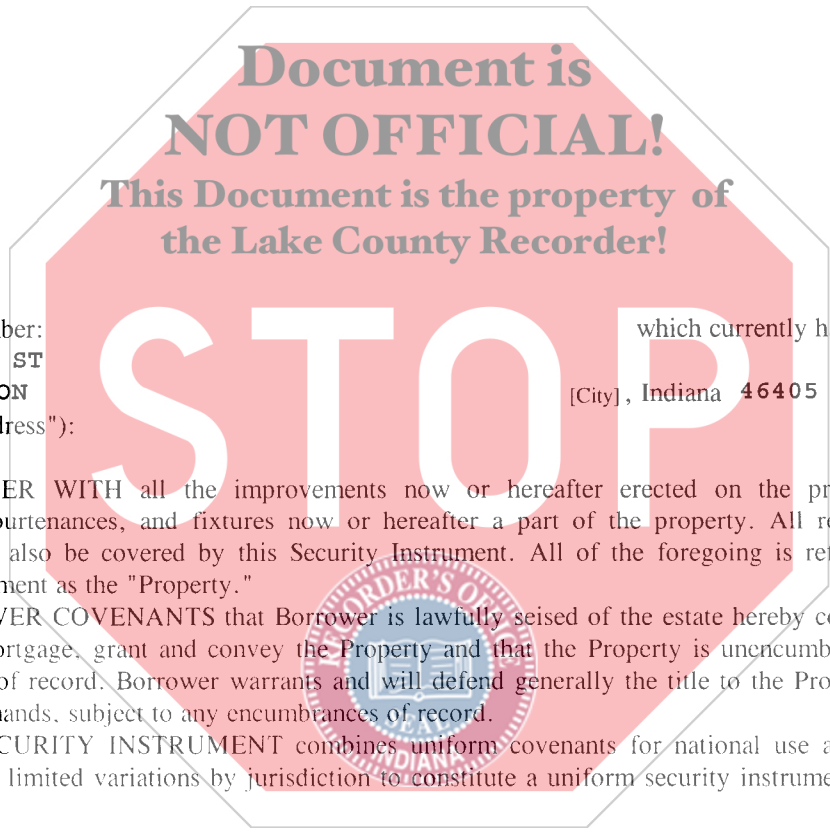 Document is
NOT OFFICIAL!
This Document is the property of
the Lake County Recorder!
STOP
ber: which currently h
ST
ON [City], Indiana 46405
dress"):
ER WITH all the improvements now or hereafter erected on the pr
ourtenances, and fixtures now or hereafter a part of the property. All re
also be covered by this Security Instrument. All of the foregoing is ref
ment as the "Property."
VER COVENANTS that Borrower is lawfully seised of the estate hereby co
ortgage, grant and convey the Property and that the Property is unencumb
of record. Borrower warrants and will defend generally the title to the Pro
nands, subject to any encumbrances of record.
CURITY INSTRUMENT combines uniform covenants for national use a
limited variations by jurisdiction to constitute a uniform security instrume
RECORDER'S OFFICE
SEAL
INDIANA